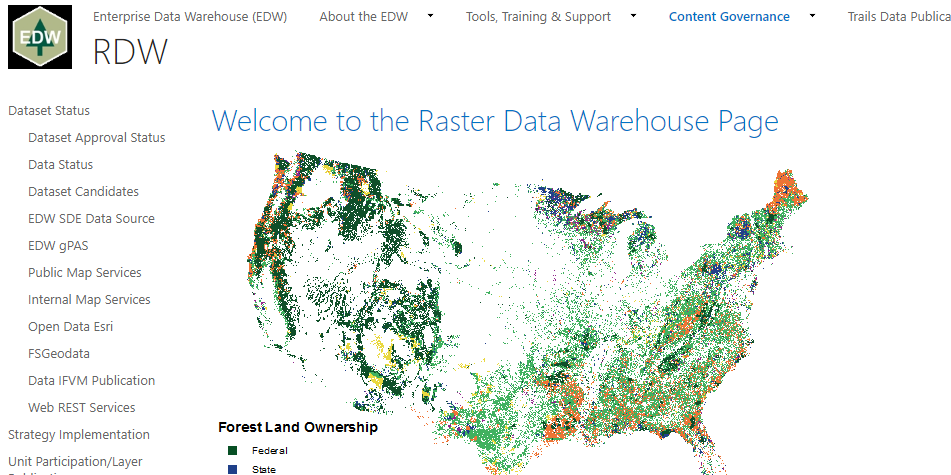 EDW
Enterprise Data Warehouse (EDW)
About the EDW
Tools, Training & Support
Content Governance
Trails Data Publica
RDW
Dataset Status
Dataset Approval Status
Data Status
Dataset Candidates
EDW SDE Data Source
EDW gPAS
Public Map Services
Internal Map Services
Open Data Esri
FSGeodata
Data IFVM Publication
Web REST Services
Strategy Implementation
Unit Participation/Layer
Welcome to the Raster Data Warehouse Page
Forest Land Ownership
Federal
State